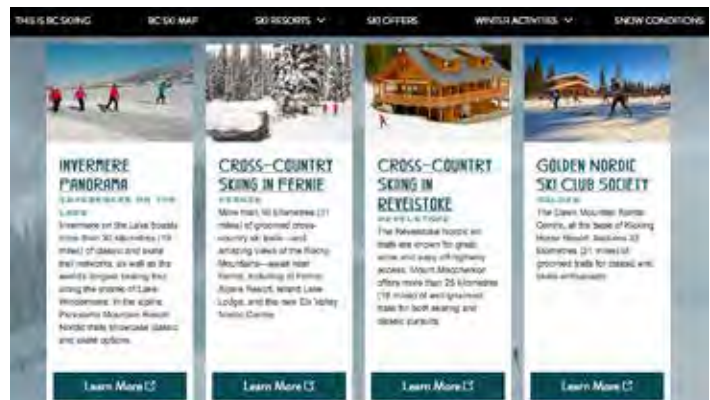 THIS IS BC SKIING
BC SKI MAP
SKI RESORTS
SKI OFFERS
WINTER ACTIVITIES
SNOW CONDITIONS
INVERMERE
PANORAMA
INVERMERE ON THE
LAKE
Invermere on the Lake boasts
more than 30 kilometres (19
miles) of classic and skate
trail networks, as well as the
world's longest skating trail
along the shore of Lake
Windermere. In the alpine,
Panorama Mountain Resort
Nordic trails showcase classic
and skate options.
Learn More
CROSS-COUNTRY
SKIING IN FERNIE
FERNIE
More than 50 kilometres (31
miles) of groomed cross-
country ski trails—and
amazing views of the Rocky
Mountains—await near
Fernie, including at Fernie
Alpine Resort, Island Lake
Lodge, and the new Elk Valley
Nordic Centre.
Learn More
CROSS-COUNTRY
SKIING IN
REVELSTOKE
REVELSTOKE
The Revelstoke Nordic ski
trails are known for great
snow and easy off-highway
access. Mount Macpherson
offers more than 25 kilometres
(16 miles) of well-groomed
trails for both skating and
classic pursuits.
Learn More
GOLDEN NORDIC
SKI CLUB SOCIETY
GOLDEN
The Dawn Mountain Nordic
Centre, at the base of Kicking
Horse Resort, features 33
kilometres (21 miles) of
groomed trails for classic and
skate enthusiasts.
Learn More